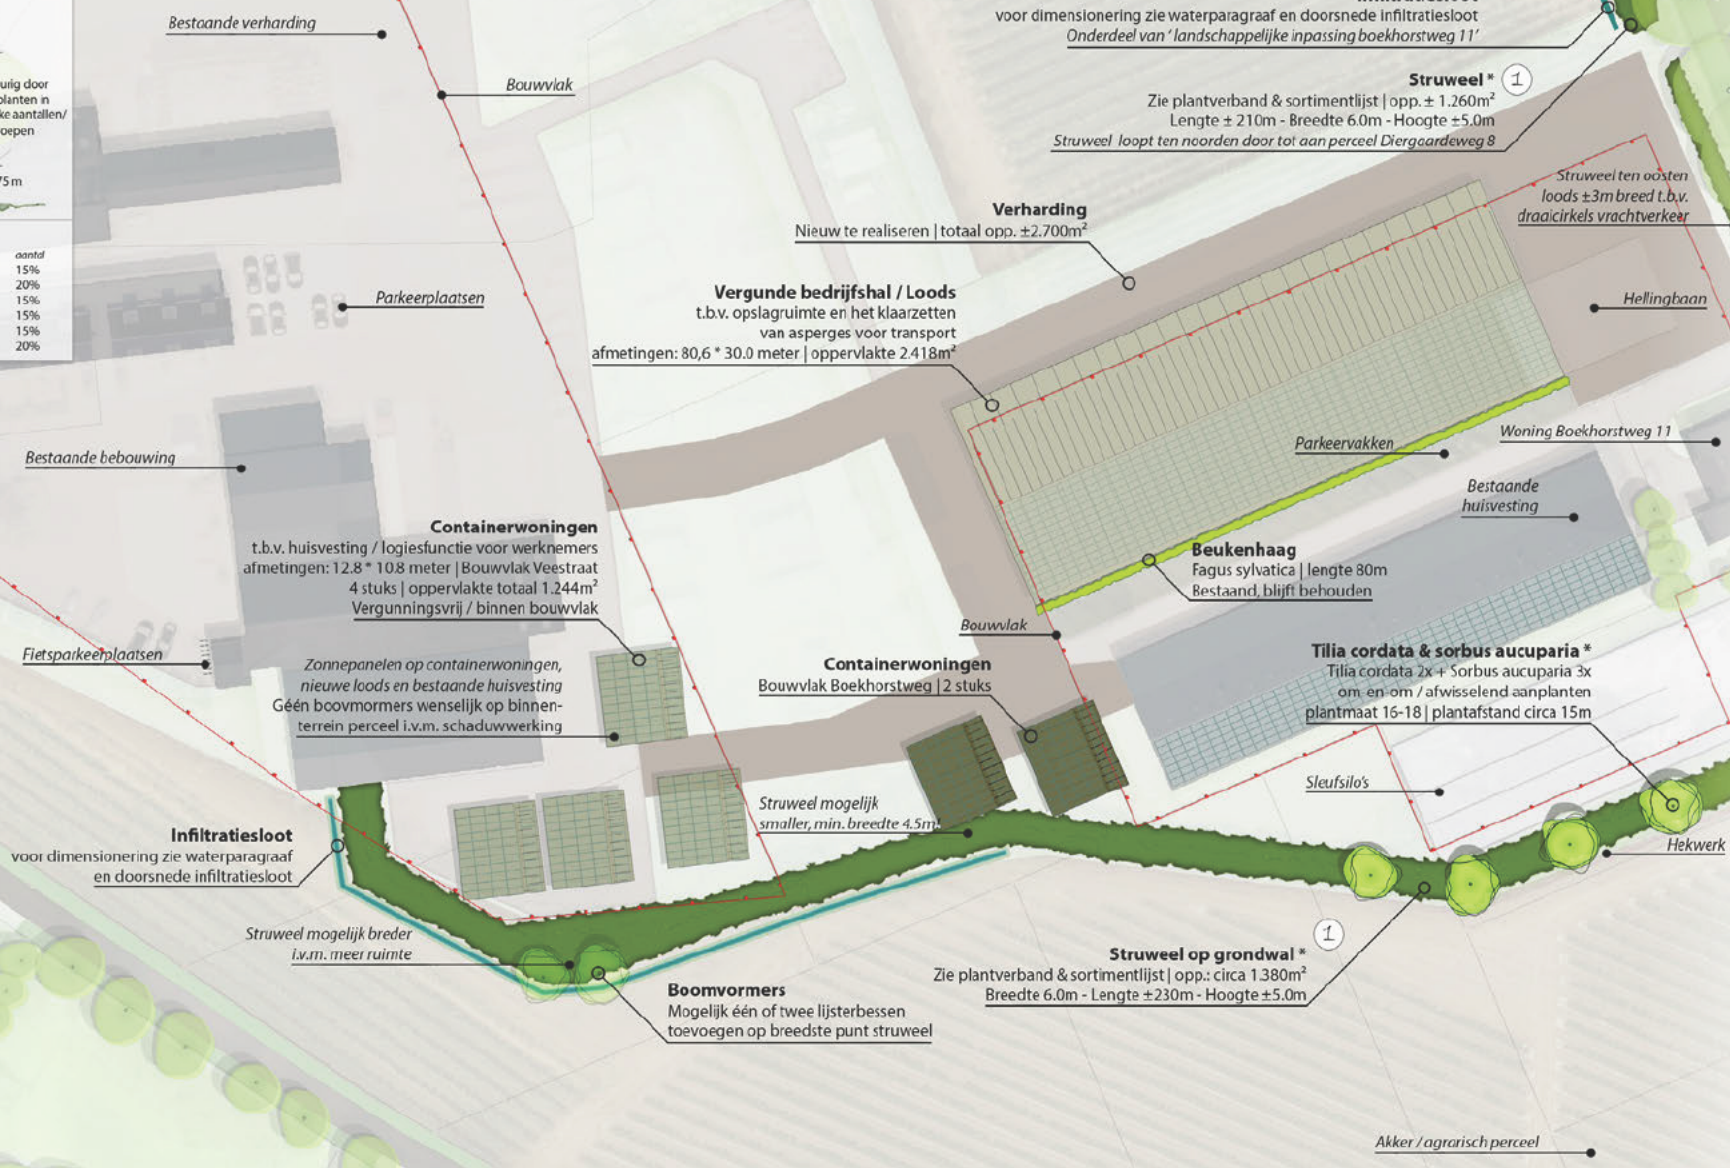 Bestaande verharding
Bouwvlak
voor dimensionering zie waterparagraaf en doorsnede infiltratiesloot
Onderdeel van ' landschappelijke inpassing boekhorstweg 11'
Struweel * 1
Zie plantverband & sortimentlijst | opp. ± 1.260m²
Lengte ± 210m - Breedte 6.0m - Hoogte ±5.0m
Struweel loopt ten noorden door tot aan perceel Diergaardeweg 8
urig door
planten in
ke aantallen/
oepen
75 m
aantd
15%
20%
15%
15%
15%
20%
Struweel ten oosten
loods ±3m breed t.b.v.
draaicirkels vrachtverkeer
Verharding
Nieuw te realiseren | totaal opp. ±2.700m²
Parkeerplaatsen
Vergunde bedrijfshal / Loods
t.b.v. opslagruimte en het klaarzetten
van asperges voor transport
afmetingen: 80,6 * 30.0 meter | oppervlakte 2.418m²
Hellingbaan
Bestaande bebouwing
Parkeervakken
Woning Boekhorstweg 11
Bestaande
huisvesting
Containerwoningen
t.b.v. huisvesting / logiesfunctie voor werknemers
afmetingen: 12.8 * 10.8 meter | Bouwvlak Veestraat
4 stuks | oppervlakte totaal 1.244m²
Vergunningsvrij / binnen bouwvlak
Beukenhaag
Fagus sylvatica | lengte 80m
Bestaand, blijft behouden
Bouwvlak
Fietsparkeerplaatsen
Zonnepanelen op containerwoningen,
nieuwe loods en bestaande huisvesting
Géén boovmormers wenselijk op binnen-
terrein perceel i.v.m. schaduwwerking
Containerwoningen
Bouwvlak Boekhorstweg | 2 stuks
Tilia cordata & sorbus aucuparia *
Tilia cordata 2x + Sorbus aucuparia 3x
om en om / afwisselend aanplanten
plantmaat 16-18 | plantafstand circa 15m
Sleufsilo's
Struweel mogelijk
smaller, min. breedte 4.5m!
Infiltratiesloot
voor dimensionering zie waterparagraaf
en doorsnede infiltratiesloot
Hekwerk
Struweel mogelijk breder
i.v.m. meer ruimte
Boomvormers
Mogelijk één of twee lijsterbessen
toevoegen op breedste punt struweel
Struweel op grondwal * 1
Zie plantverband & sortimentlijst | opp.: circa 1.380m²
Breedte 6.0m - Lengte ±230m - Hoogte ±5.0m
Akker / agrarisch perceel